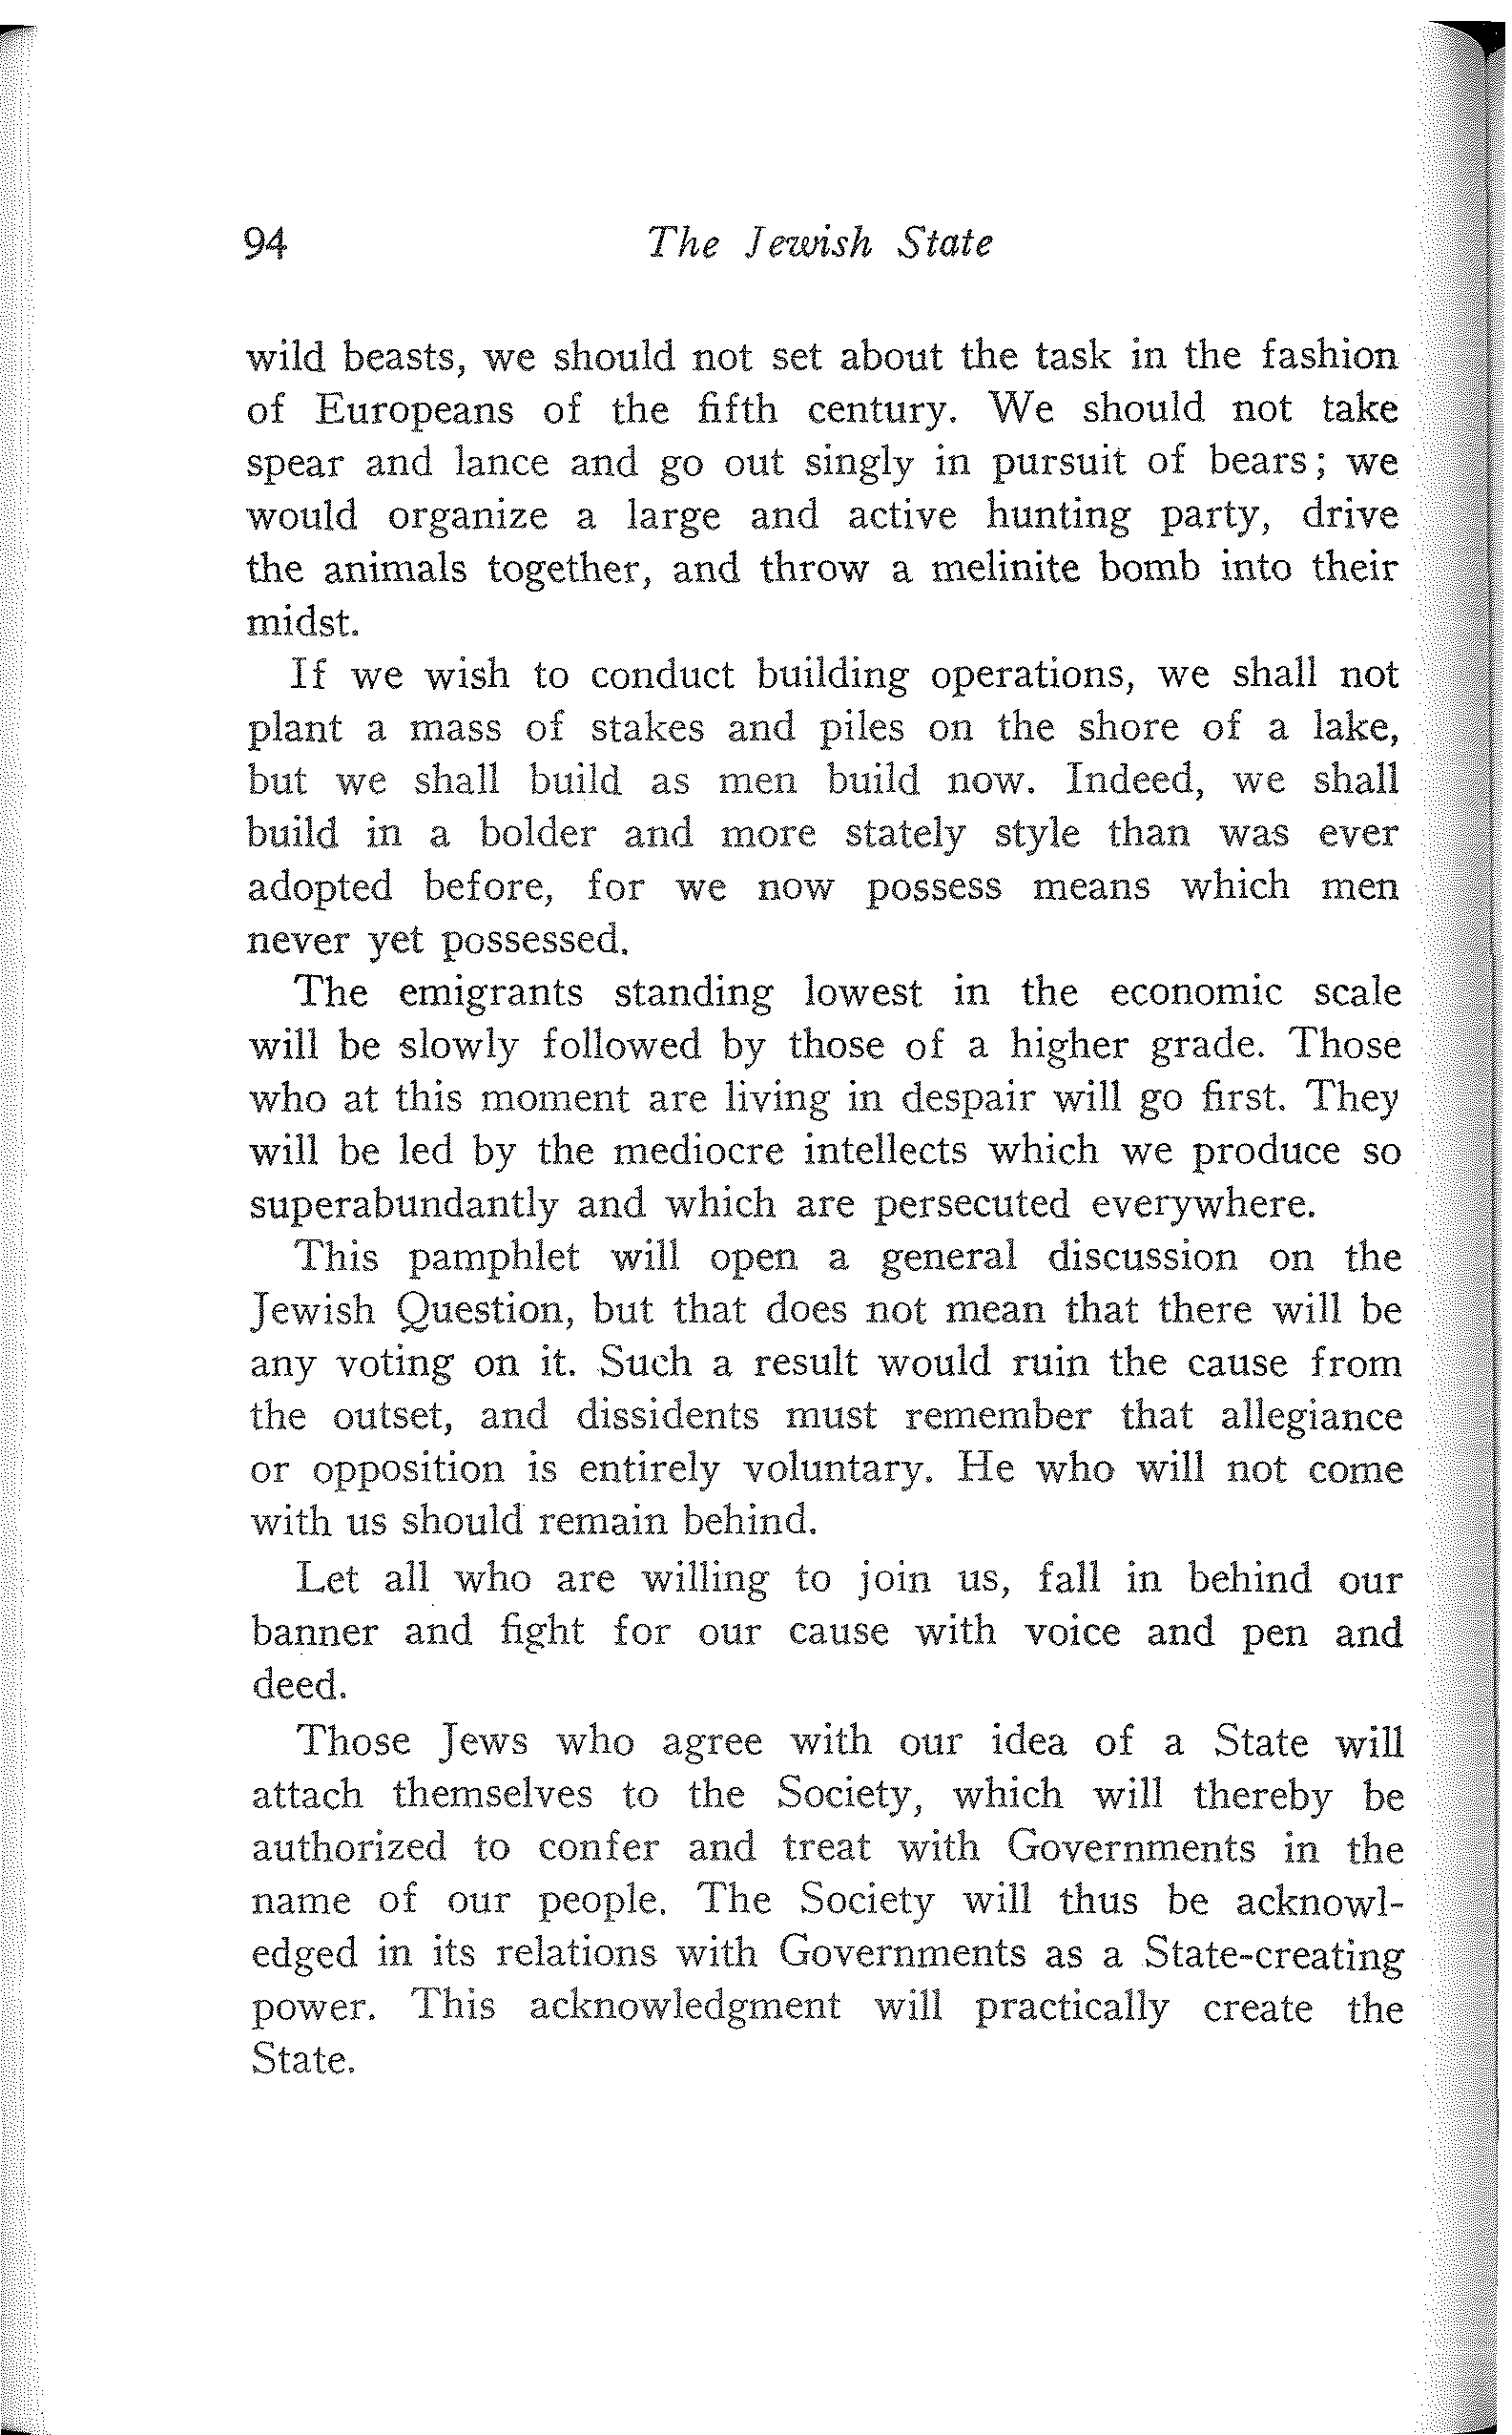 94 The Jewish State
wild beasts, we should not set about the task in the fashion
of Europeans of the fifth century. We should not take
spear and lance and go out singly in pursuit of bears; we
would organize a large and active hunting party, drive
the animals together, and throw a melinite bomb into their
midst.
If we wish to conduct building operations, we shall not
plant a mass of stakes and piles on the shore of a lake,
but we shall build as men build now. Indeed, we shall
build in a bolder and more stately style than was ever
adopted before, for we now possess means which men
never yet possessed.
The emigrants standing lowest in the economic scale
will be slowly followed by those of a higher grade. Those
who at this moment are living in despair will go first. They
will be led by the mediocre intellects which we produce so
superabundantly and which are persecuted everywhere.
This pamphlet will open a general discussion on the
Jewish Question, but that does not mean that there will be
any voting on it. Such a result would ruin the cause from
the outset, and dissidents must remember that allegiance
or opposition is entirely voluntary. He who will not come
with us should remain behind.
Let all who are willing to join us, fall in behind our
banner and fight for our cause with voice and pen and
deed.
Those Jews who agree with our idea of a State will
attach themselves to the Society, which will thereby be
authorized to confer and treat with Governments in the
name of our people. The Society will thus be acknowl-
edged in its relations with Governments as a State-creating
power. This acknowledgment will practically create the
State.